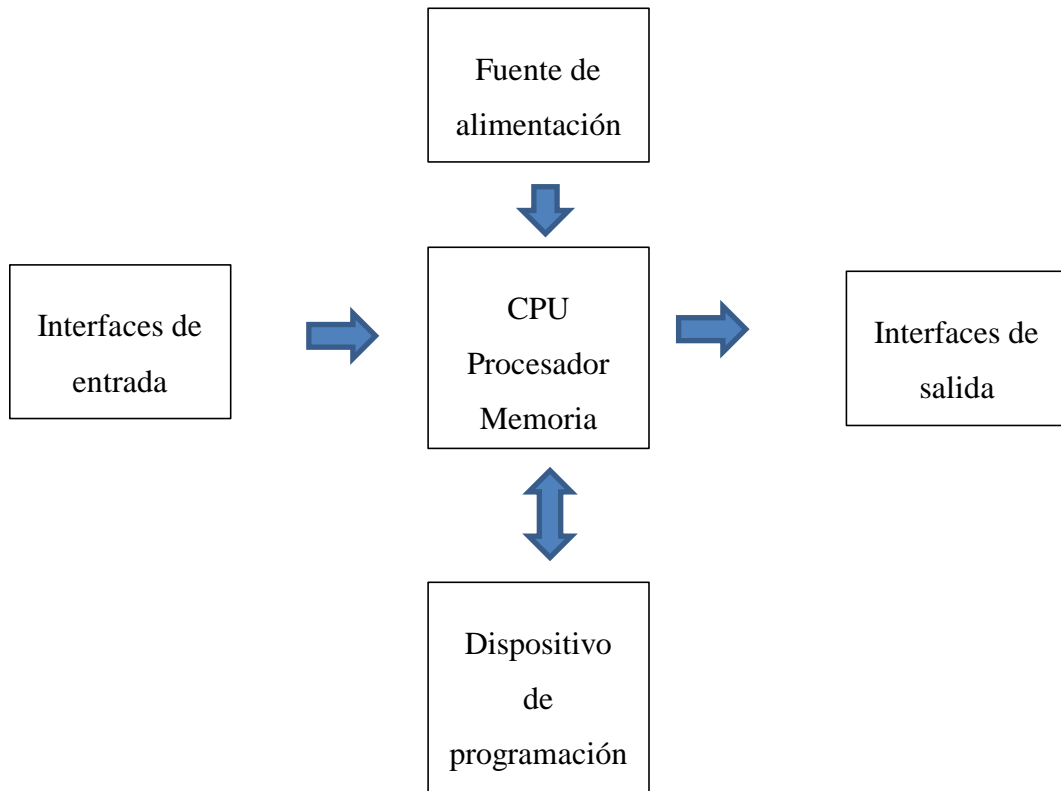 Fuente de
alimentación
Interfaces de
entrada
CPU
Procesador
Memoria
Interfaces de
salida
Dispositivo
de
programación